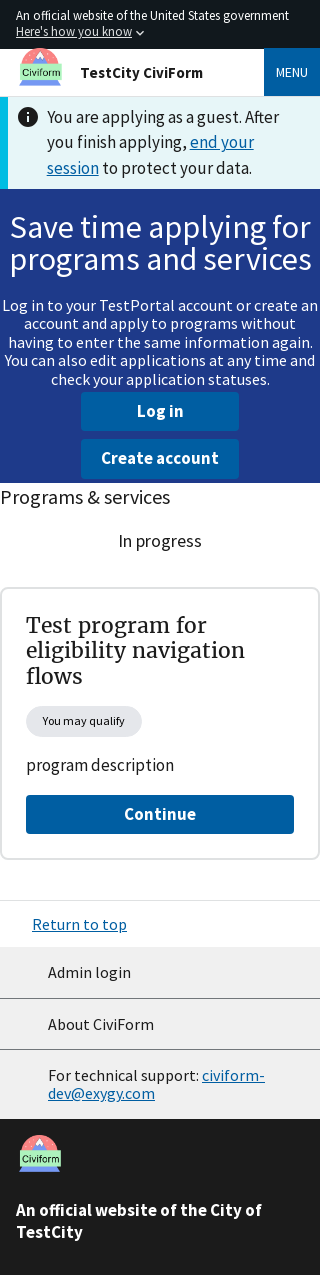 An official website of the United States government
Here's how you know
Civiform
TestCity CiviForm
MENU
You are applying as a guest. After
you finish applying, end your
session to protect your data.
Save time applying for
programs and services
Log in to your TestPortal account or create an
account and apply to programs without
having to enter the same information again.
You can also edit applications at any time and
check your application statuses.
Log in
Create account
Programs & services
In progress
Test program for
eligibility navigation
flows
You may qualify
program description
Continue
Return to top
Admin login
About CiviForm
For technical support: civiform-
dev@exygy.com
Civiform
An official website of the City of
TestCity